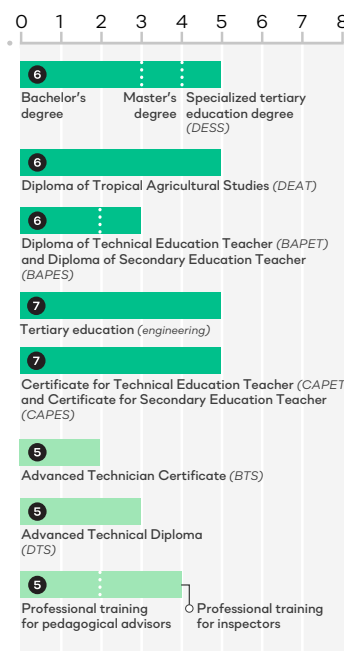 0 1 2 3 4 5 6 7 8
6
Bachelor's Master's Specialized tertiary
degree degree education degree
(DESS)
6
Diploma of Tropical Agricultural Studies (DEAT)
6
Diploma of Technical Education Teacher (BAPET)
and Diploma of Secondary Education Teacher
(BAPES)
7
Tertiary education (engineering)
7
Certificate for Technical Education Teacher (CAPET
and Certificate for Secondary Education Teacher
(CAPES)
5
Advanced Technician Certificate (BTS)
5
Advanced Technical Diploma
(DTS)
5
Professional training Professional training
for pedagogical advisors for inspectors